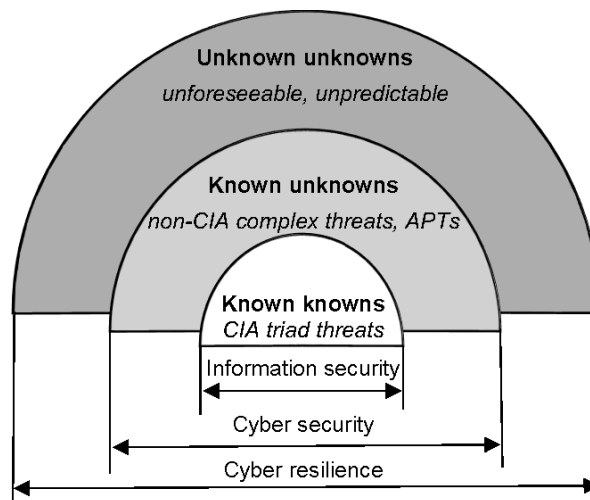 Unknown unknowns
unforeseeable, unpredictable
Known unknowns
non-CIA complex threats, APTs
Known knowns
CIA triad threats
Information security
Cyber security
Cyber resilience